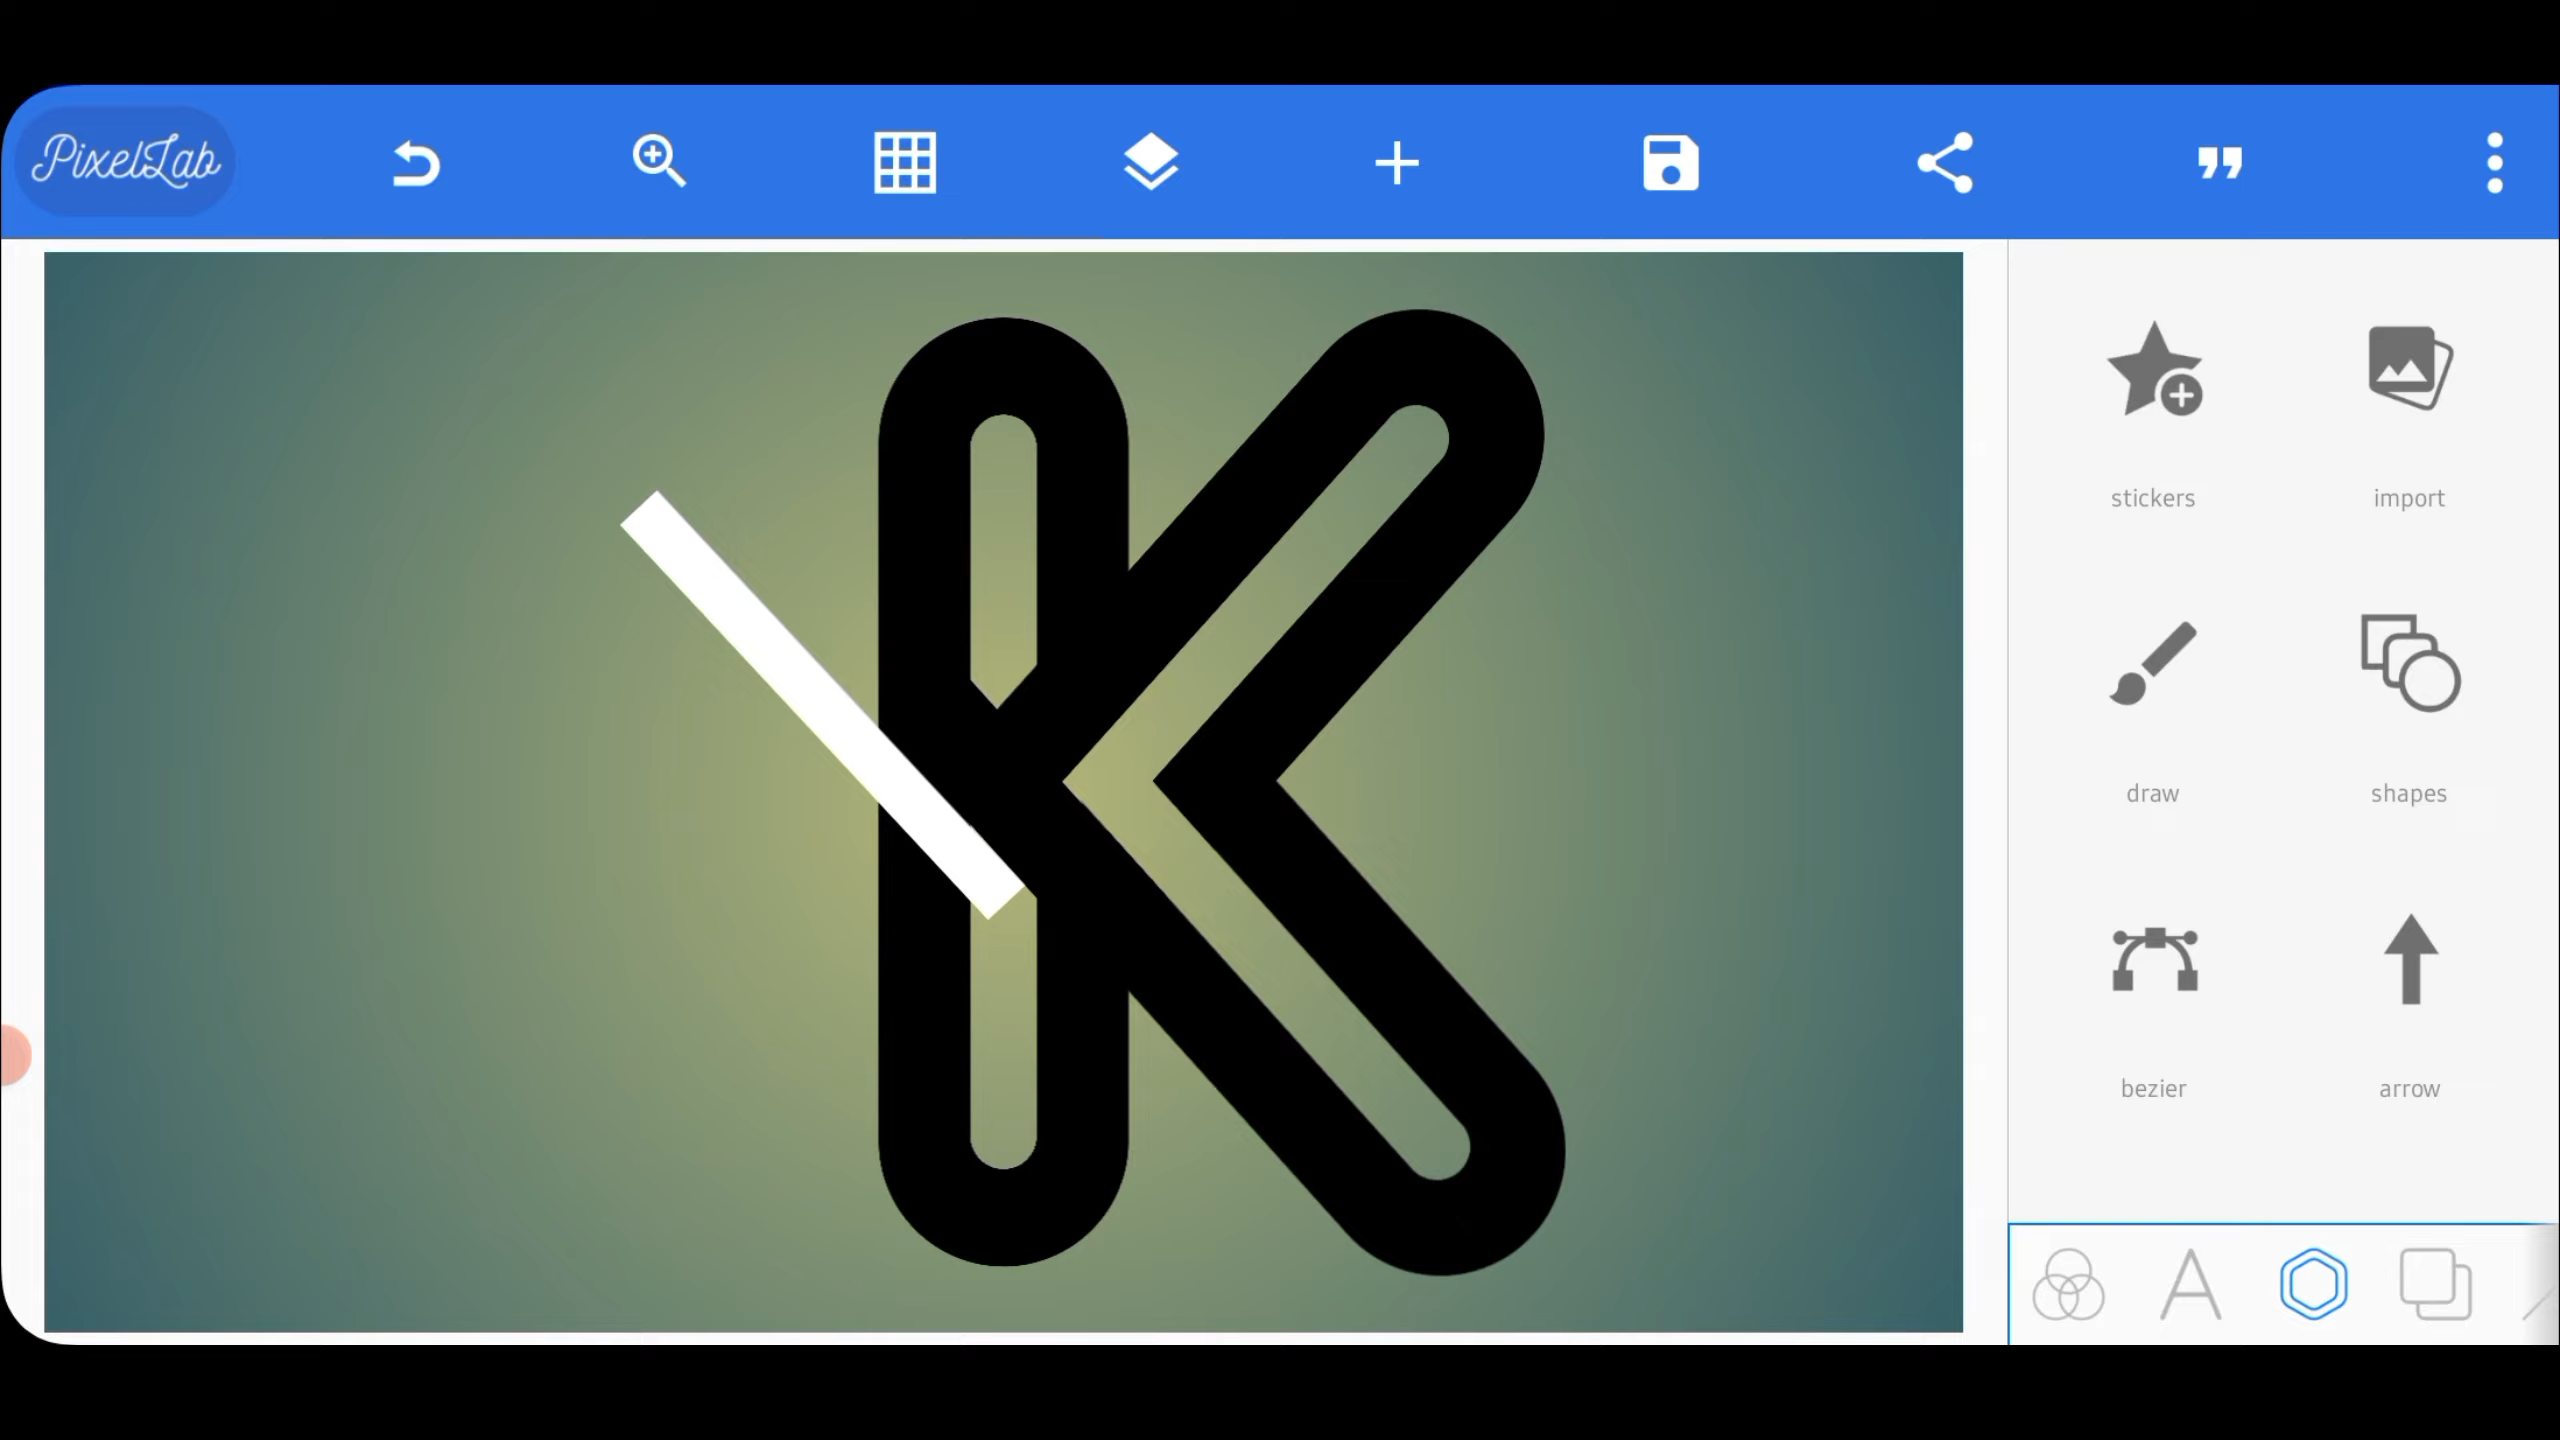 PixelLab
K
stickers
import
draw
shapes
bezier
arrow